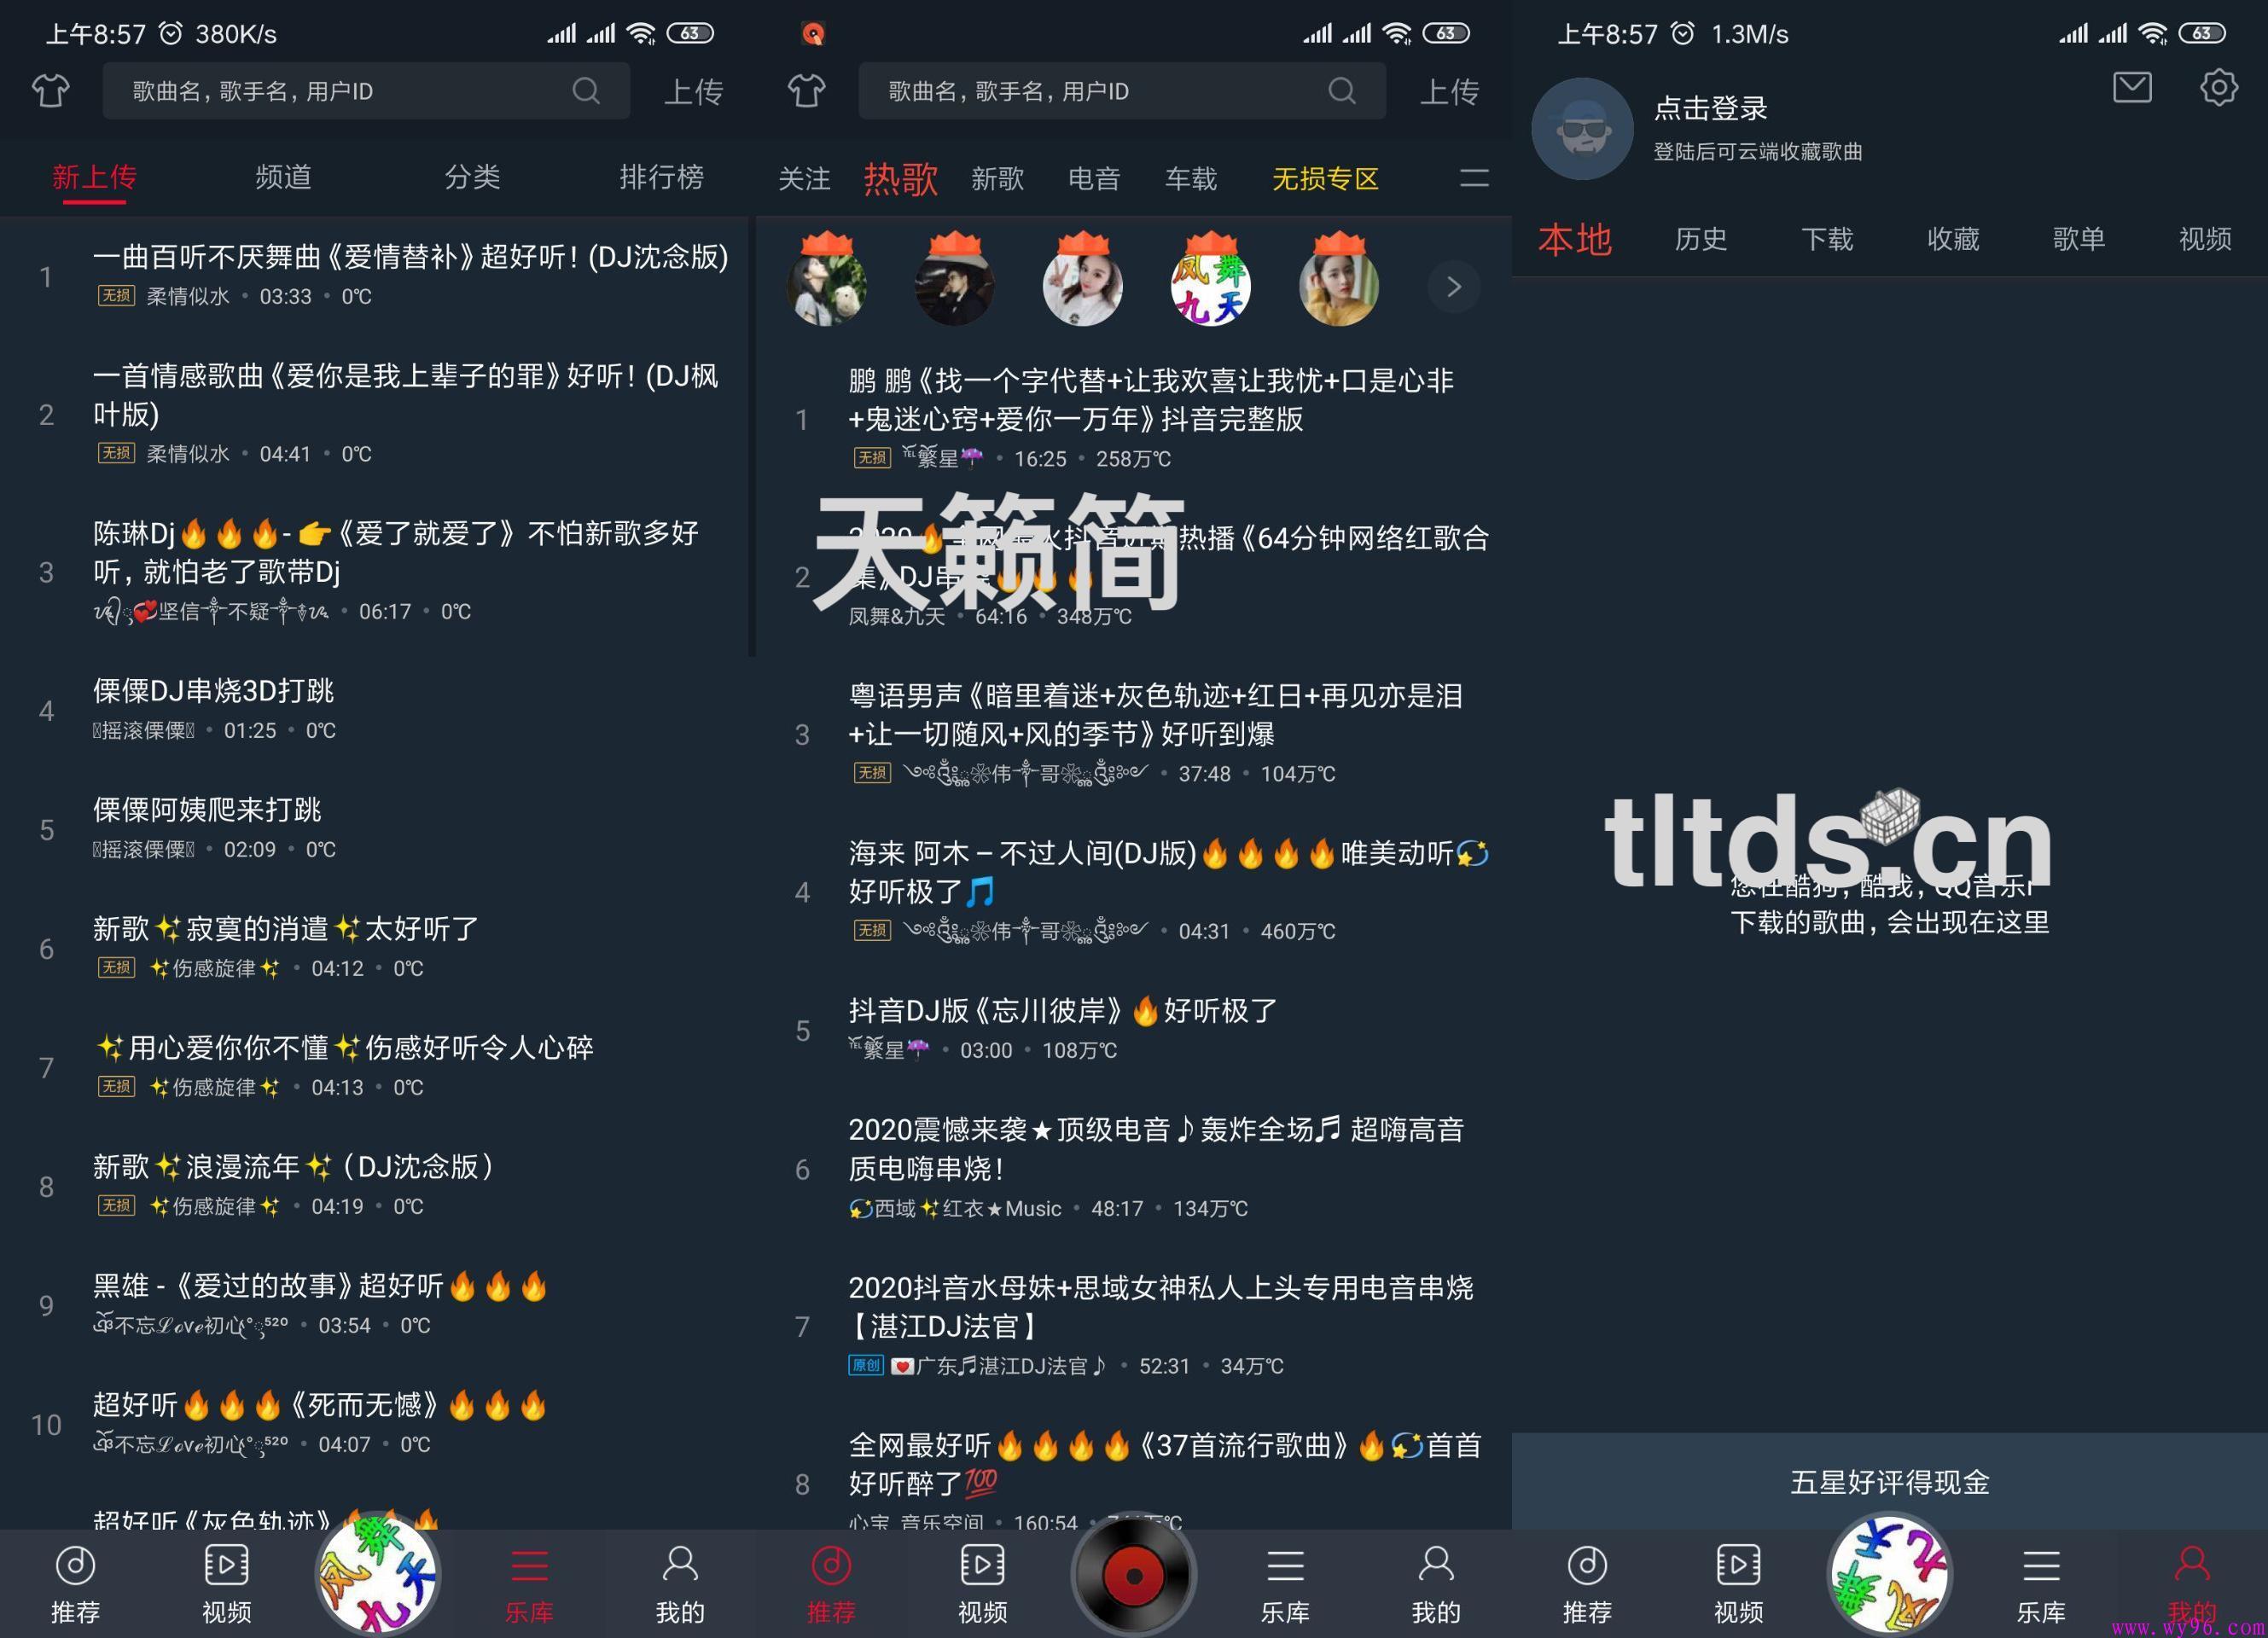 上午8:57 380K/s 63
歌曲名，歌手名，用户ID 上传
新上传 频道 分类 排行榜
1
一曲百听不厌舞曲《爱情替补》超好听！(DJ沈念版)
无损 柔情似水 • 03:33 • 0℃
2
一首情感歌曲《爱你是我上辈子的罪》好听！(DJ枫
叶版)
无损 柔情似水 • 04:41 • 0℃
3
陈琳Dj🔥🔥🔥-👉《爱了就爱了》不怕新歌多好
听，就怕老了歌带Dj
💞坚信༒不疑༒ • 06:17 • 0℃
4
傈僳DJ串烧3D打跳
摇滚傈僳 • 01:25 • 0℃
5
傈僳阿姨爬来打跳
摇滚傈僳 • 02:09 • 0℃
6
新歌✨寂寞的消遣✨太好听了
无损 ✨伤感旋律✨ • 04:12 • 0℃
7
✨用心爱你你不懂✨伤感好听令人心碎
无损 ✨伤感旋律✨ • 04:13 • 0℃
8
新歌✨浪漫流年✨（DJ沈念版）
无损 ✨伤感旋律✨ • 04:19 • 0℃
9
黑雄 -《爱过的故事》超好听🔥🔥🔥
不忘ℒℴѵℯ初心⁵²⁰ • 03:54 • 0℃
10
超好听🔥🔥🔥《死而无憾》🔥🔥🔥
不忘ℒℴѵℯ初心⁵²⁰ • 04:07 • 0℃
超好听《灰色轨迹》🔥
推荐 视频 凤舞九天 乐库 我的
63
歌曲名，歌手名，用户ID 上传
关注 热歌 新歌 电音 车载 无损专区
凤舞九天
1
鹏 鹏《找一个字代替+让我欢喜让我忧+口是心非
+鬼迷心窍+爱你一万年》抖音完整版
无损 ℡繁星☔ • 16:25 • 258万℃
天籁简
2
2020🔥 热播《64分钟网络红歌合
集》DJ串烧🔥🔥🔥
凤舞&九天 • 64:16 • 348万℃
3
粤语男声《暗里着迷+灰色轨迹+红日+再见亦是泪
+让一切随风+风的季节》好听到爆
无损 伟༒哥 • 37:48 • 104万℃
4
海来 阿木 – 不过人间(DJ版)🔥🔥🔥🔥唯美动听💫
好听极了🎵
无损 伟༒哥 • 04:31 • 460万℃
5
抖音DJ版《忘川彼岸》🔥好听极了
℡繁星☔ • 03:00 • 108万℃
6
2020震憾来袭★顶级电音♪轰炸全场♬ 超嗨高音
质电嗨串烧！
💫西域✨红衣★Music • 48:17 • 134万℃
7
2020抖音水母妹+思域女神私人上头专用电音串烧
【湛江DJ法官】
原创 💌广东♬湛江DJ法官♪ • 52:31 • 34万℃
8
全网最好听🔥🔥🔥🔥《37首流行歌曲》🔥💫首首
好听醉了💯
心宝 音乐空间 • 160:54
推荐 视频 乐库 我的
上午8:57 1.3M/s 63
点击登录
登陆后可云端收藏歌曲
本地 历史 下载 收藏 歌单 视频
tltds.cn
您在酷狗，酷我，QQ音乐
下载的歌曲，会出现在这里
五星好评得现金
推荐 视频 凤舞九天 乐库 我的
www.wy96.com